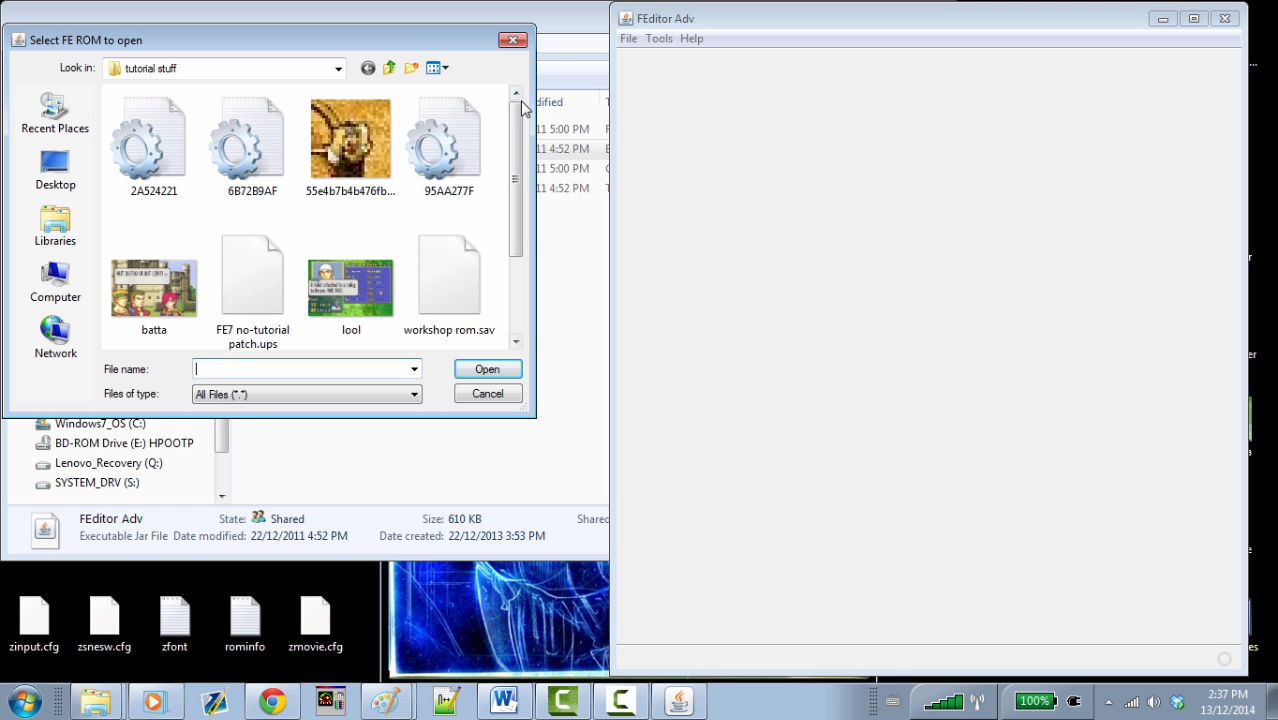 Select FE ROM to open
Look in:
tutorial stuff
Recent Places
Desktop
Libraries
Computer
Network
2A524221
6B72B9AF
55e4b7b4b476fb...
95AA277F
batta
FE7 no-tutorial
patch.ups
lool
workshop rom.sav
File name:
Open
Files of type:
All Files (*.*)
Cancel
dified
11 5:00 PM
11 4:52 PM
11 5:00 PM
11 4:52 PM
Windows7_OS (C:)
BD-ROM Drive (E:) HPOOTP
Lenovo_Recovery (Q:)
SYSTEM_DRV (S:)
FEditor Adv
State:
Shared
Size: 610 KB
Shared
Executable Jar File
Date modified: 22/12/2011 4:52 PM
Date created: 22/12/2013 3:53 PM
FEditor Adv
File Tools Help
zinput.cfg
zsnesw.cfg
zfont
rominfo
zmovie.cfg
100%
2:37 PM
13/12/2014